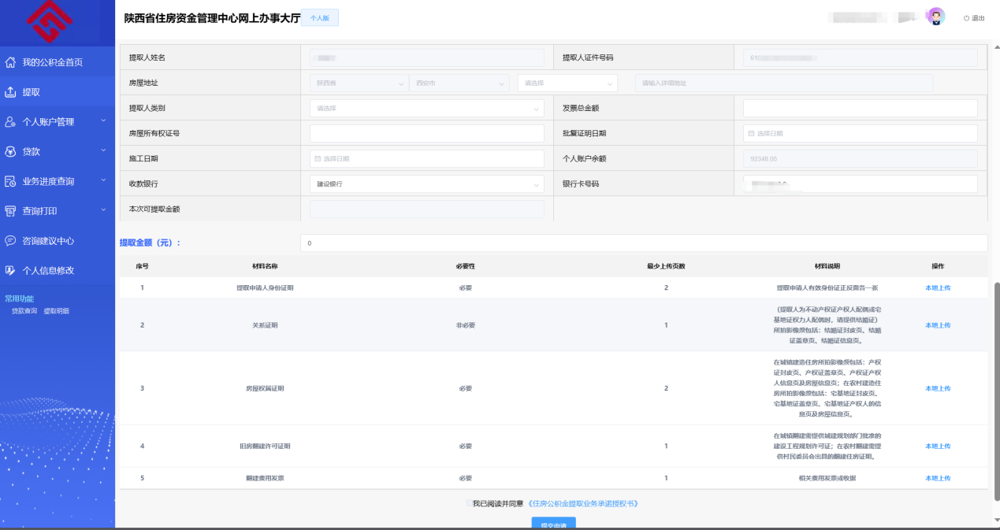 陕西省住房资金管理中心网上办事大厅
个人版
退出
我的公积金首页
提取
个人账户管理
贷款
业务进度查询
查询打印
咨询建议中心
个人信息修改
常用功能
贷款查询 提取明细
提取人姓名
提取人证件号码
61
房屋地址
陕西省
西安市
请选择
请输入详细地址
提取人类别
请选择
发票总金额
房屋所有权证号
批复证明日期
选择日期
施工日期
选择日期
个人账户余额
92348.05
收款银行
建设银行
银行卡号码
本次可提取金额
提取金额（元）：
0
序号 材料名称 必要性 最少上传页数 材料说明 操作
1 提取申请人身份证明 必要 2 提取申请人有效身份证正反面各一张 本地上传
2 关系证明 非必要 1
（提取人为不动产权证产权人配偶或宅
基地证权力人配偶时，请提供结婚证）
所拍影像须包括：结婚证封皮页、结婚
证盖章页、结婚证信息页。
本地上传
3 房屋权属证明 必要 2
在城镇建造住房所拍影像须包括：产权
证封皮页、产权证盖章页、产权证产权
人信息页及房屋信息页；在农村建造住
房所拍影像须包括：宅基地证封皮页、
宅基地证盖章页、宅基地证产权人的信
息页及房屋信息页。
本地上传
4 旧房翻建许可证明 必要 1
在城镇翻建需提供城建规划部门批准的
建设工程规划许可证；在农村翻建需提
供村民委员会出具的翻建住房证明。
本地上传
5 翻建费用发票 必要 1 相关费用发票或收据 本地上传
我已阅读并同意 《住房公积金提取业务承诺授权书》
提交申请